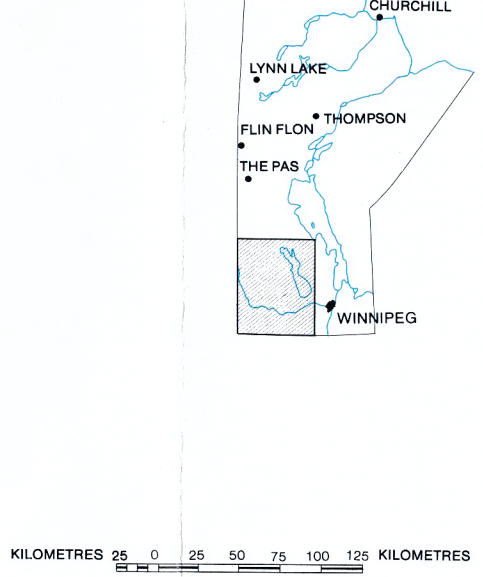 CHURCHILL
LYNN LAKE
THOMPSON
FLIN FLON
THE PAS
WINNIPEG
KILOMETRES 25 0 25 50 75 100 125 KILOMETRES